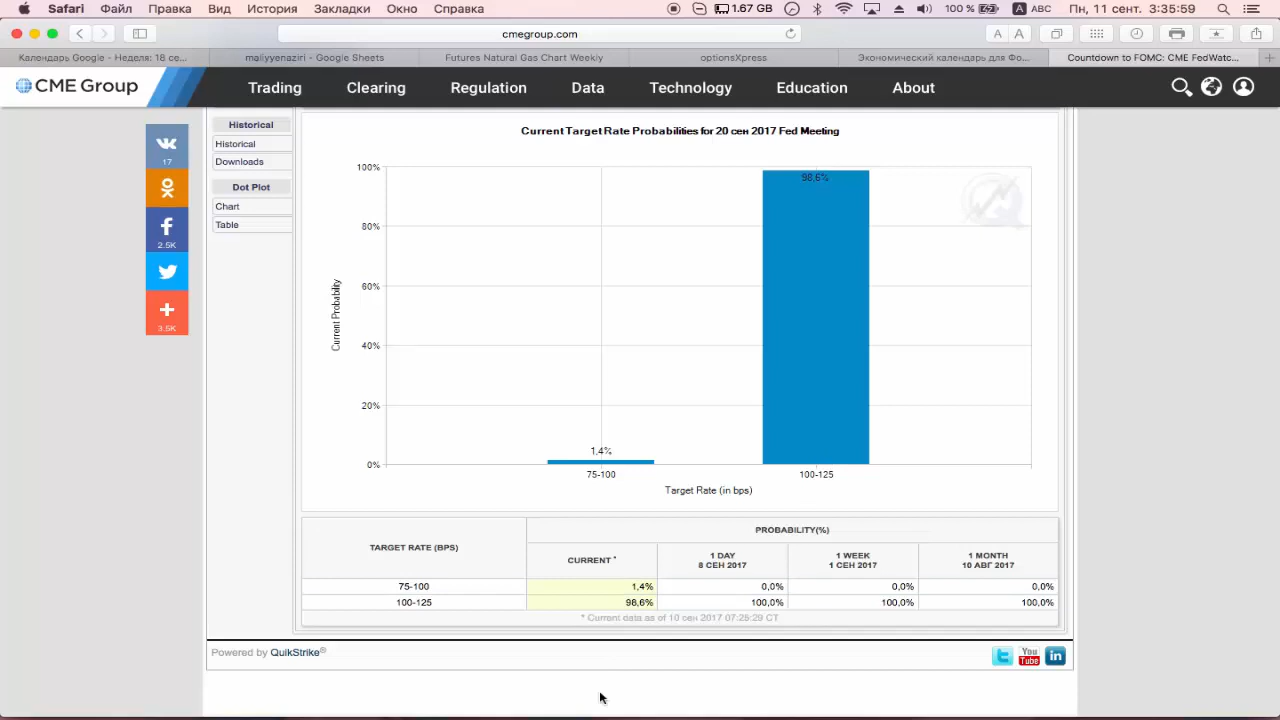 Safari Файл Правка Вид История Закладки Окно Справка 1.67 GB 100 % ABC Пн, 11 сент. 3:35:59
cmegroup.com
Календарь Google - Неделя: 18 се... maliyyenaziri - Google Sheets Futures Natural Gas Chart Weekly optionsXpress Экономический календарь для Фо... Countdown to FOMC: CME FedWatc...
CME Group Trading Clearing Regulation Data Technology Education About
17
2.5K
3.5K
Historical
Historical
Downloads
Dot Plot
Chart
Table
Current Target Rate Probabilities for 20 сен 2017 Fed Meeting
Current Probability
100%
80%
60%
40%
20%
0%
98,6%
1,4%
75-100 100-125
Target Rate (in bps)
TARGET RATE (BPS) PROBABILITY(%)
CURRENT * 1 DAY 8 СЕН 2017 1 WEEK 1 СЕН 2017 1 MONTH 10 АВГ 2017
75-100 1,4% 0,0% 0,0% 0,0%
100-125 98,6% 100,0% 100,0% 100,0%
* Current data as of 10 сен 2017 07:25:29 CT
Powered by QuikStrike®
You Tube in